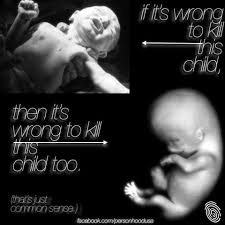 if it's wrong
to kill
this
child,
then it's
wrong to kill
this
child too.
(that's just
common sense.)
facebook.com/personhoodusa